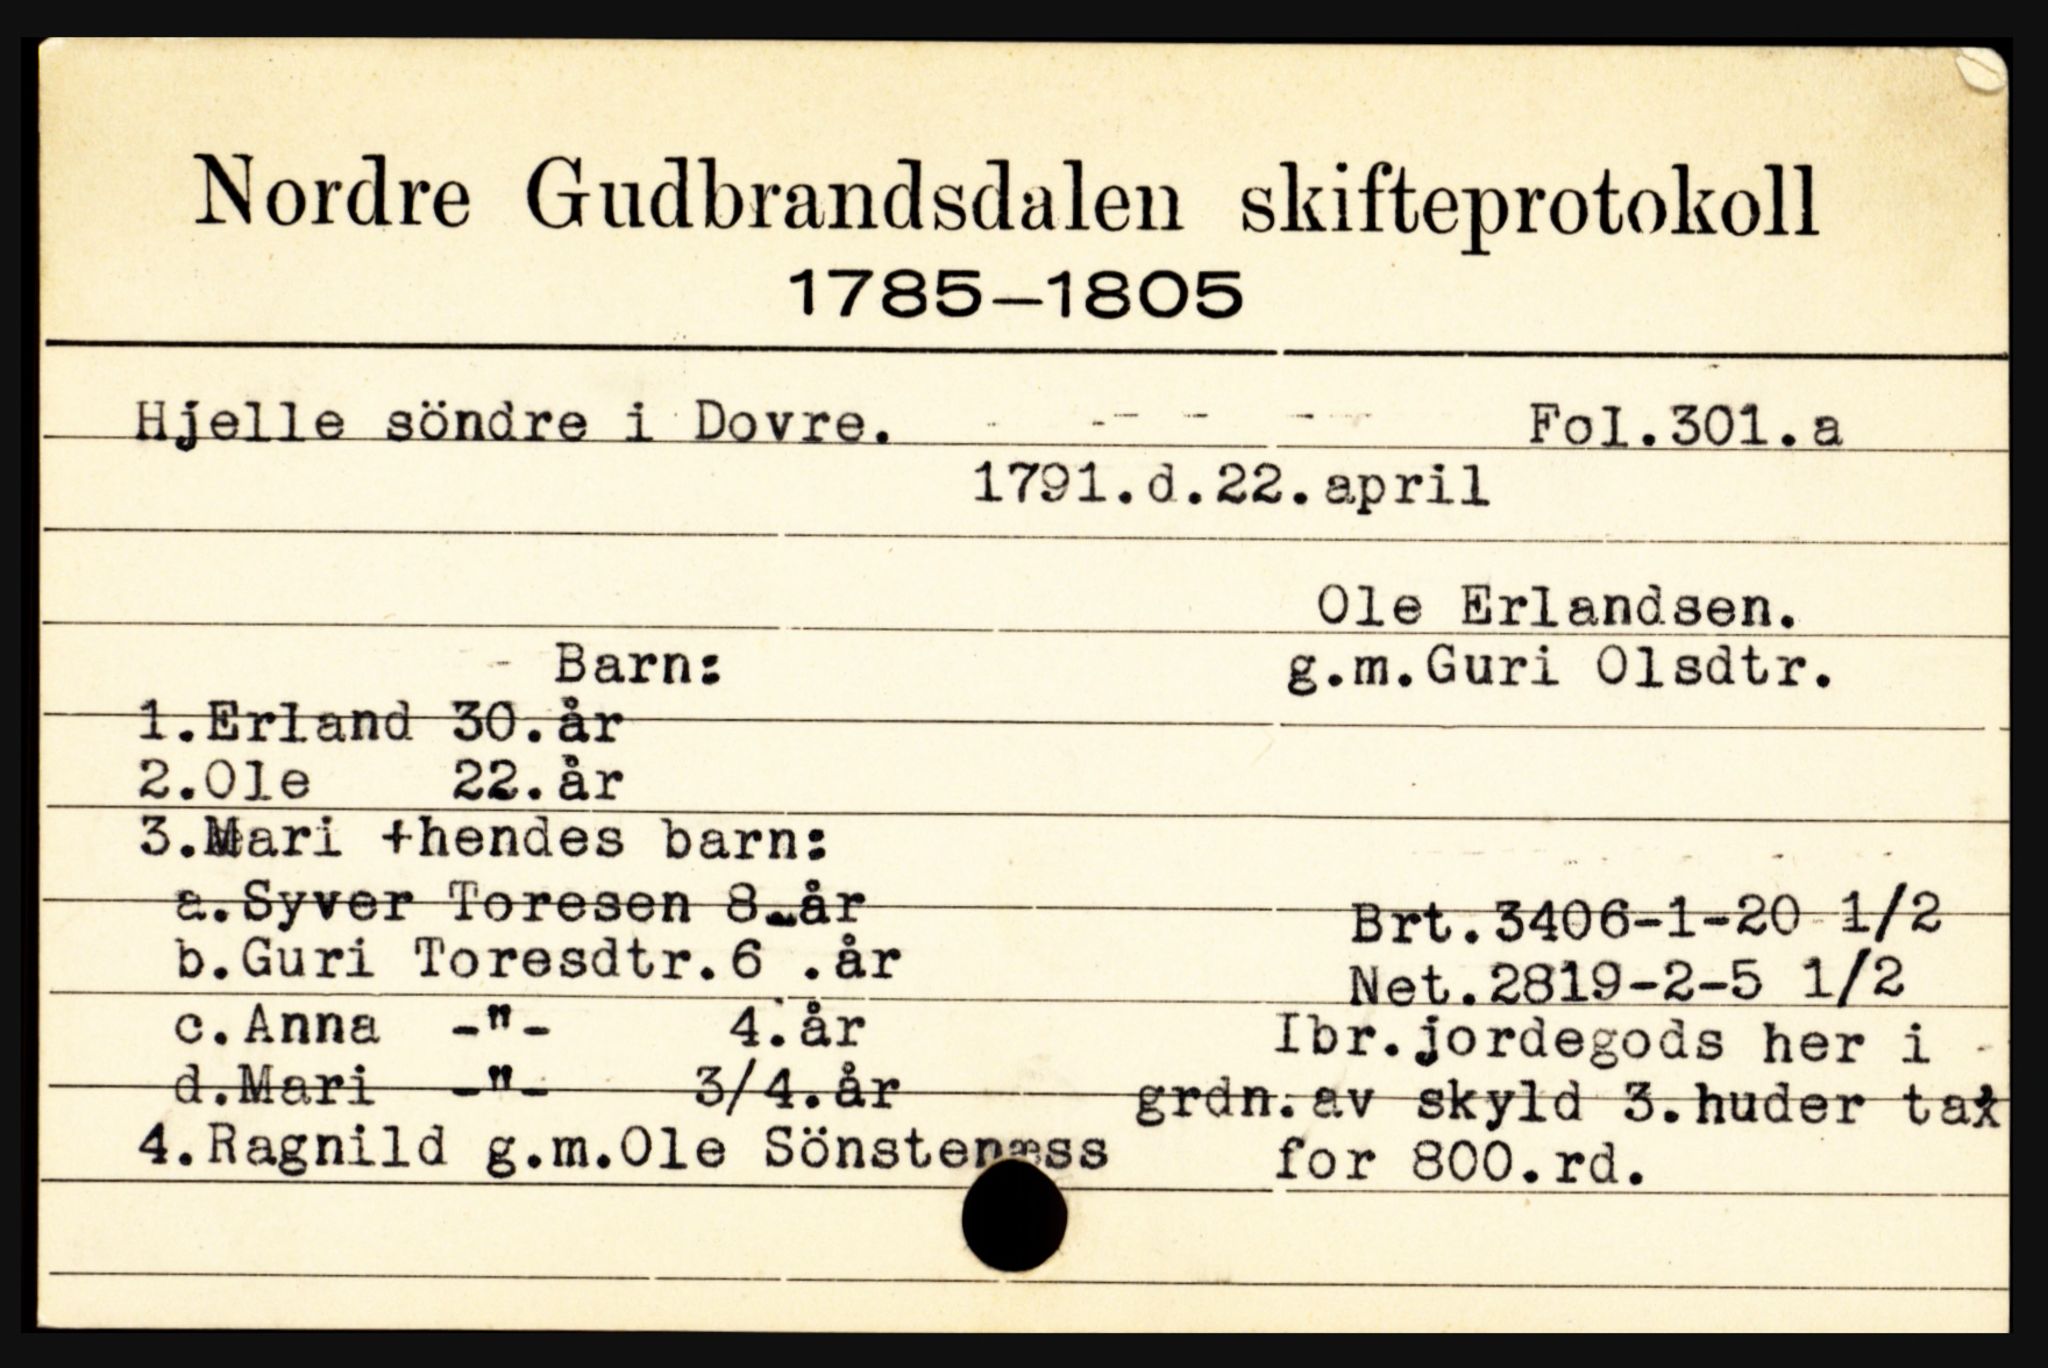 Nordre Gudbrandsdalen skifteprotokoll
1785–1805
Hjelle söndre i Dovre. Fol.301.a
1791.d.22.april
Ole Erlandsen.
g.m.Guri Olsdtr.
Barn:
1.Erland 30.år
2.Ole 22.år
3.Mari +hendes barn:
a.Syver Toresen 8.år
b.Guri Toresdtr.6 .år
c.Anna -"- 4.år
d.Mari -"- 3/4.år
4.Ragnild g.m.Ole Sönstenæss
Brt.3406-1-20 1/2
Net.2819-2-5 1/2
Ibr.jordegods her i
grdn.av skyld 3.huder tax
for 800.rd.